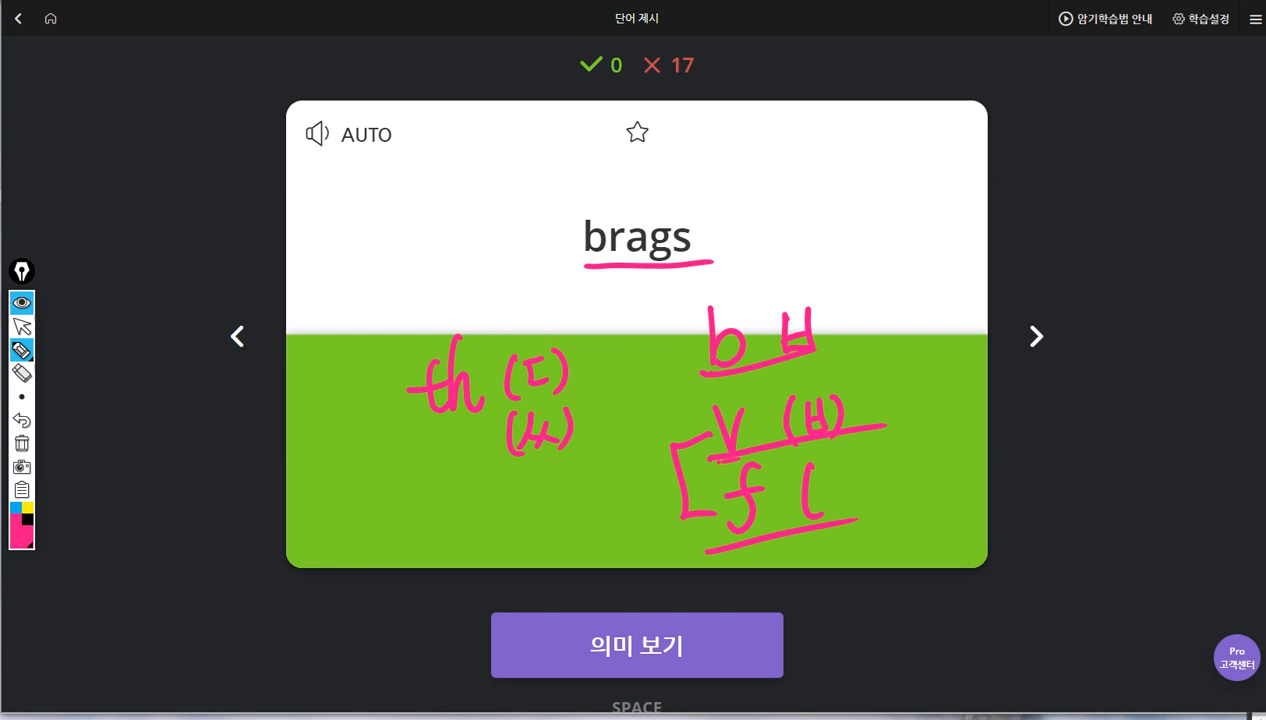 단어 제시
암기학습법 안내
학습설정
0
17
AUTO
brags
b ㅂ
th (ㄷ)
(ㅆ)
v (ㅂ)
f (
의미 보기
SPACE
Pro
고객센터